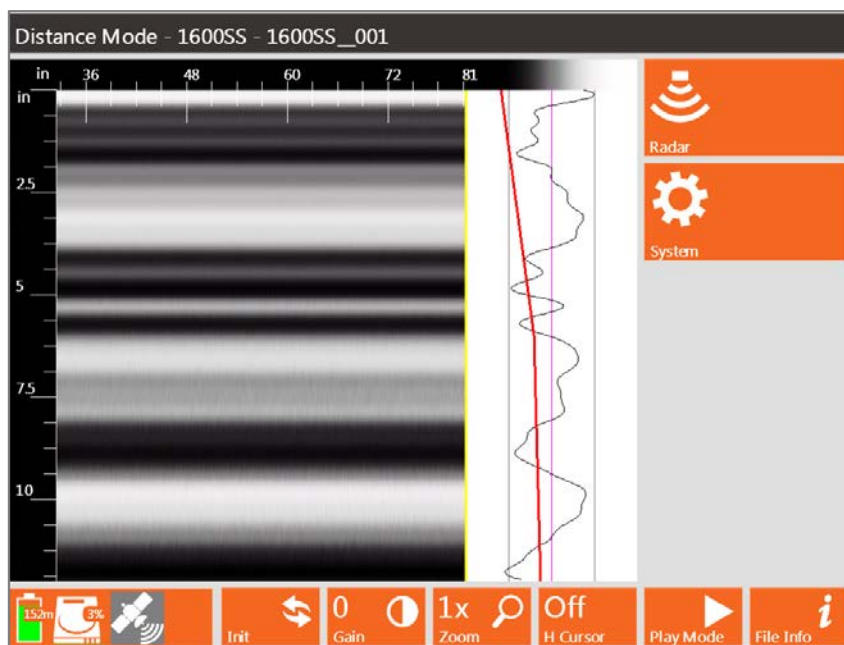 Distance Mode - 1600SS - 1600SS__001
in 36 48 60 72 81
in
2.5
5
7.5
10
Radar
System
152m
3%
Init
0
Gain
1x
Zoom
Off
H Cursor
Play Mode
i
File Info